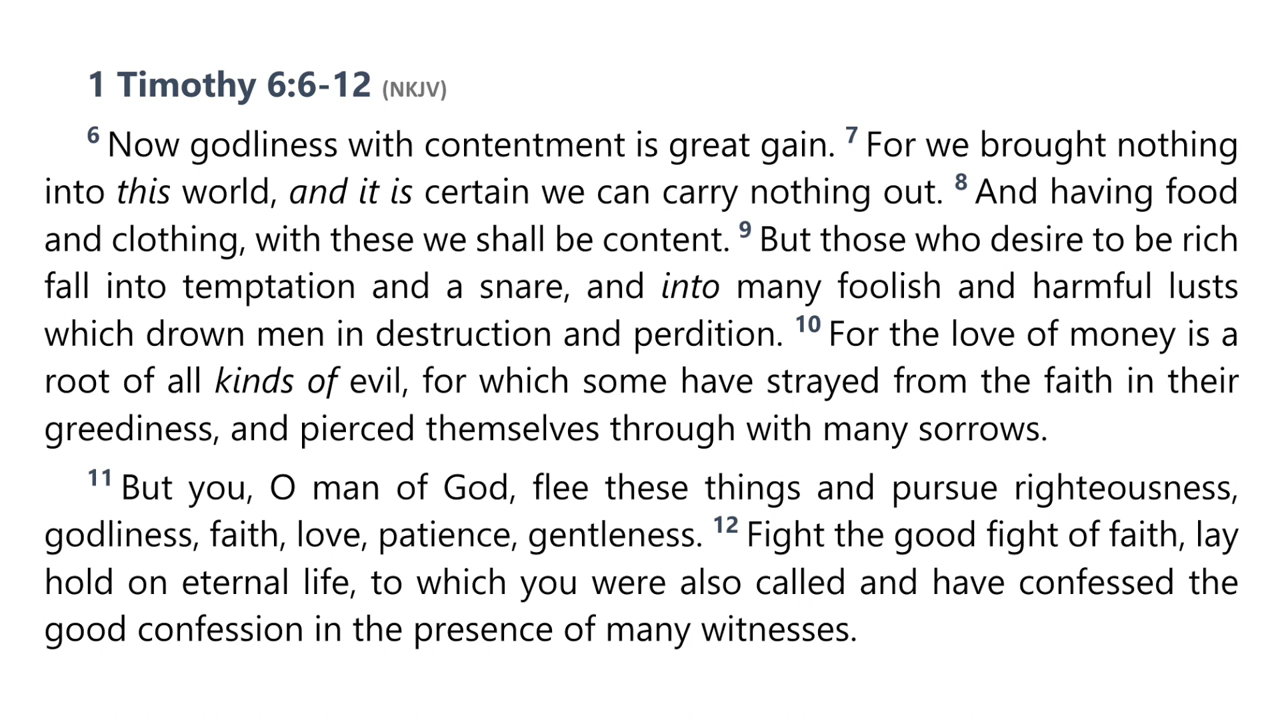 1 Timothy 6:6-12 (NKJV)
6 Now godliness with contentment is great gain. 7 For we brought nothing
into this world, and it is certain we can carry nothing out. 8 And having food
and clothing, with these we shall be content. 9 But those who desire to be rich
fall into temptation and a snare, and into many foolish and harmful lusts
which drown men in destruction and perdition. 10 For the love of money is a
root of all kinds of evil, for which some have strayed from the faith in their
greediness, and pierced themselves through with many sorrows.
11 But you, O man of God, flee these things and pursue righteousness,
godliness, faith, love, patience, gentleness. 12 Fight the good fight of faith, lay
hold on eternal life, to which you were also called and have confessed the
good confession in the presence of many witnesses.